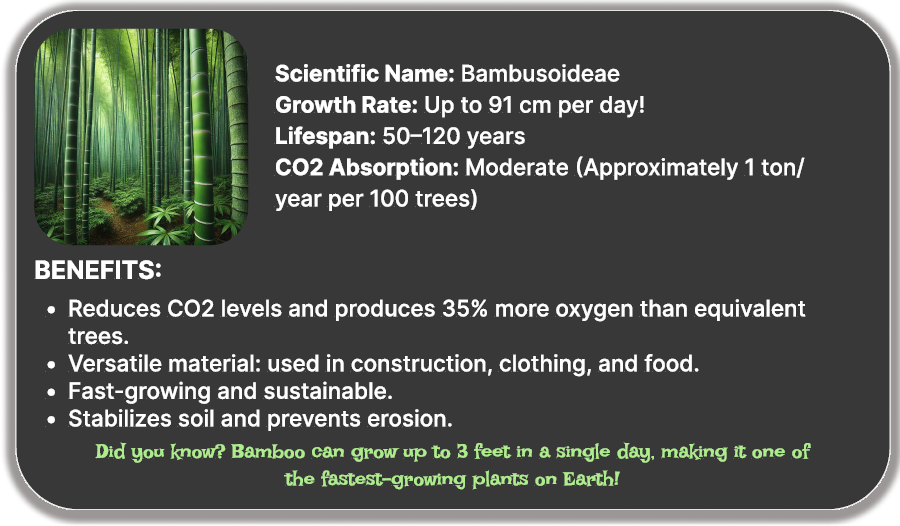 Scientific Name: Bambusoideae
Growth Rate: Up to 91 cm per day!
Lifespan: 50–120 years
CO2 Absorption: Moderate (Approximately 1 ton/
year per 100 trees)
BENEFITS:
• Reduces CO2 levels and produces 35% more oxygen than equivalent
trees.
• Versatile material: used in construction, clothing, and food.
• Fast-growing and sustainable.
• Stabilizes soil and prevents erosion.
Did you know? Bamboo can grow up to 3 feet in a single day, making it one of
the fastest-growing plants on Earth!